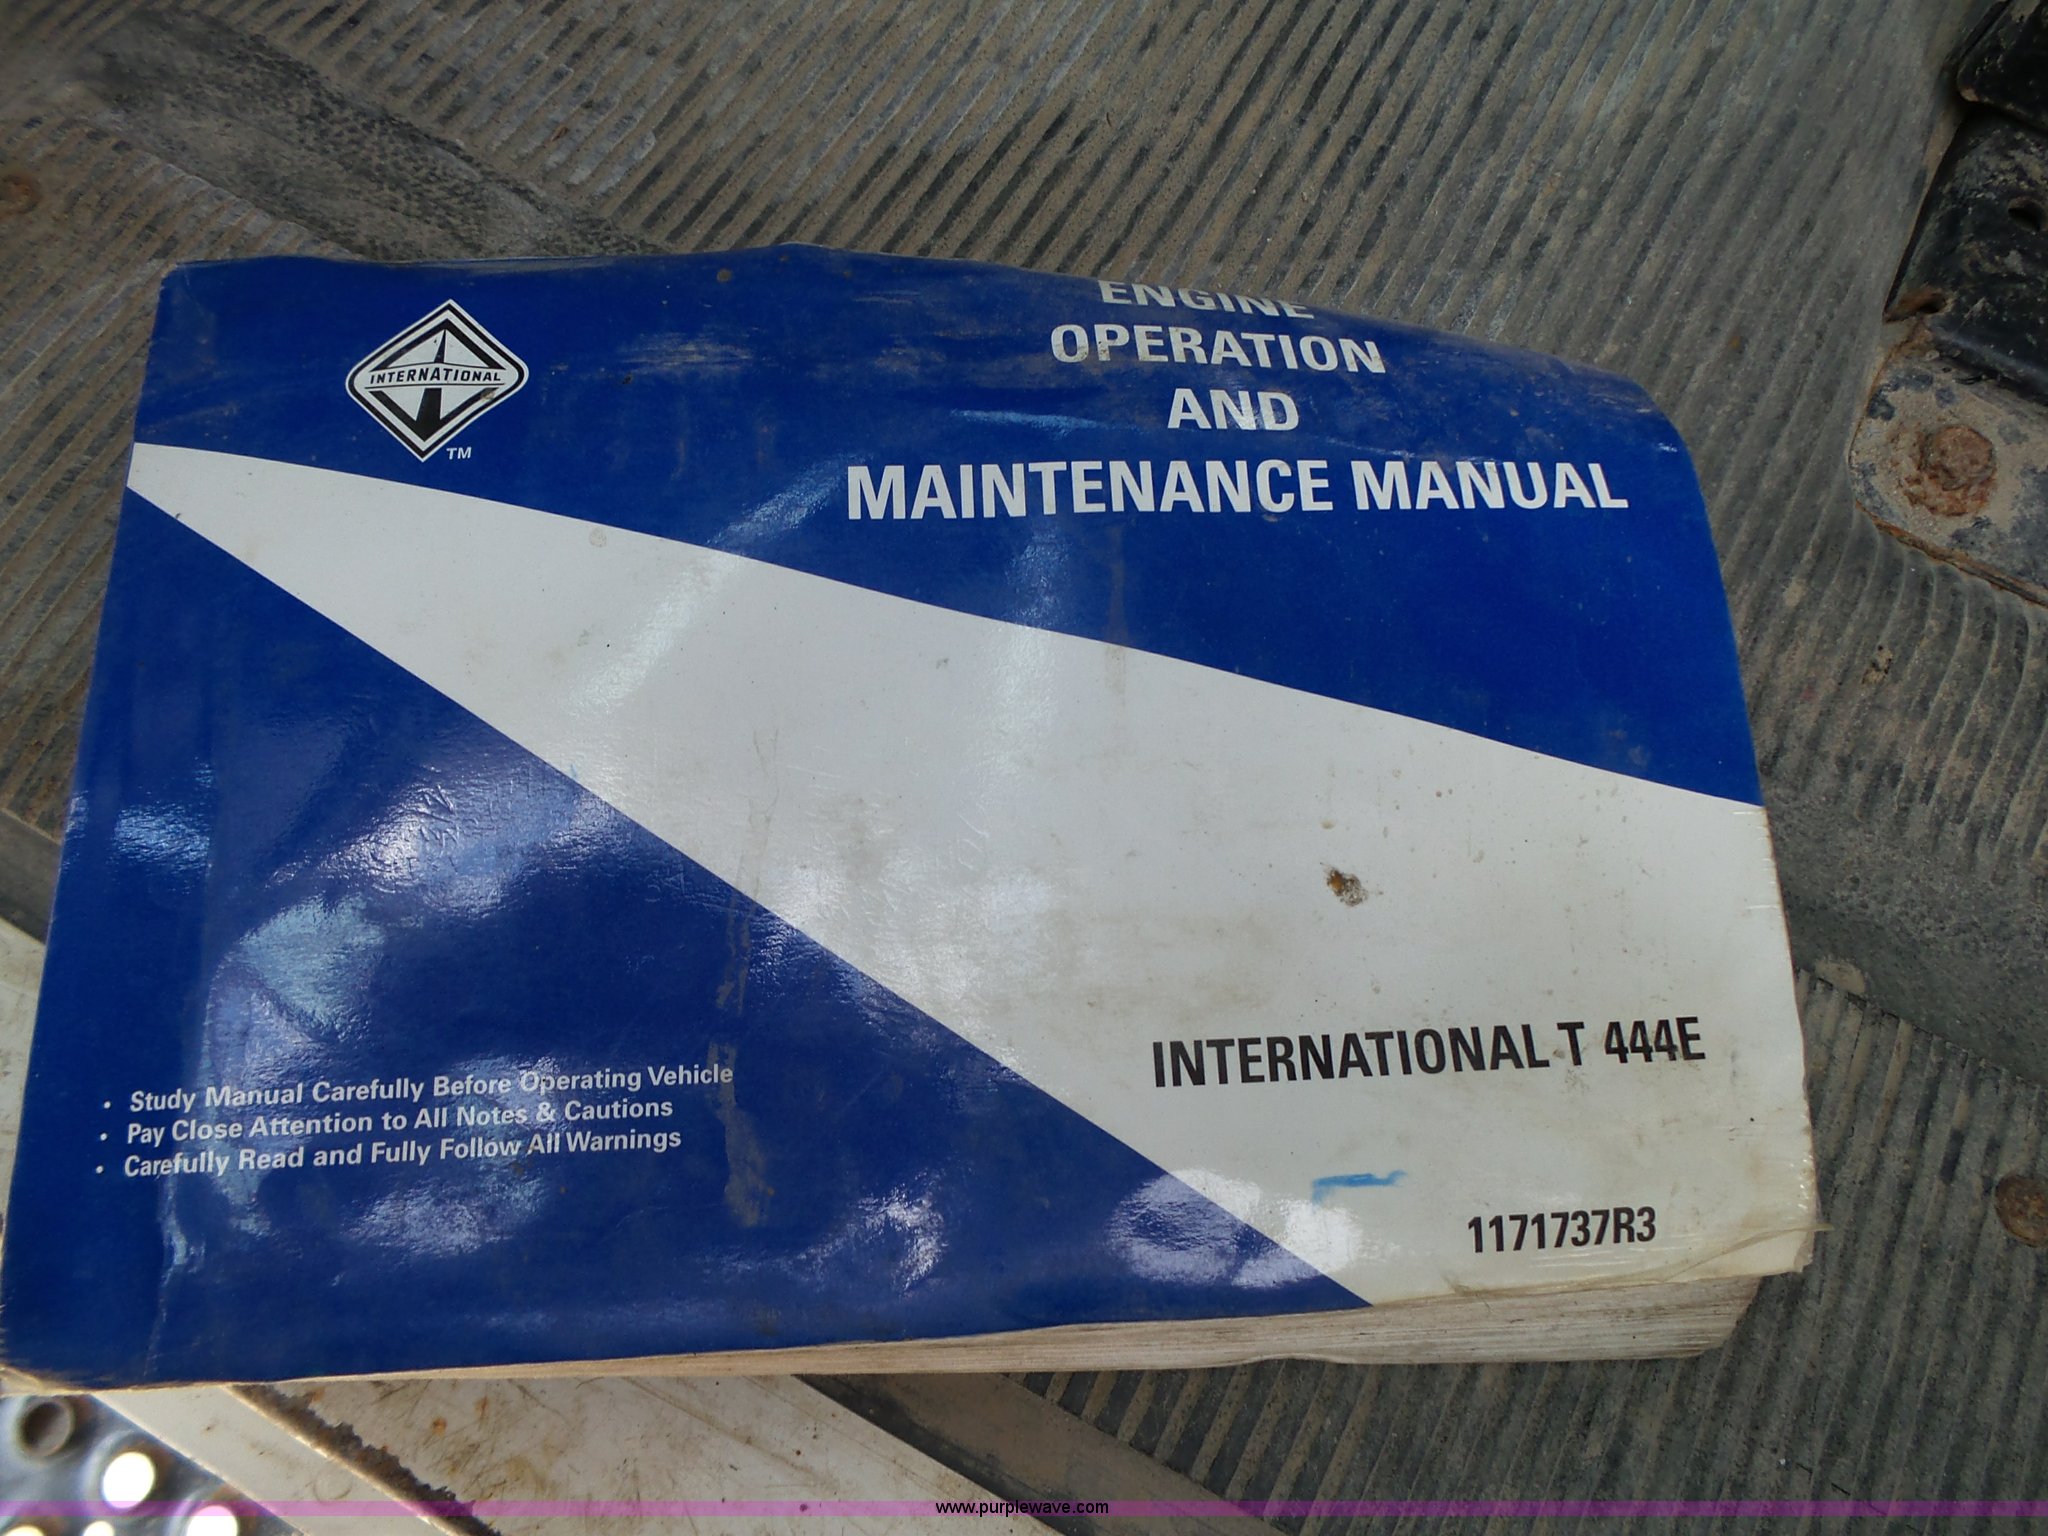 ENGINE
OPERATION
AND
MAINTENANCE MANUAL
INTERNATIONAL
TM
INTERNATIONAL T 444E
• Study Manual Carefully Before Operating Vehicle
• Pay Close Attention to All Notes & Cautions
• Carefully Read and Fully Follow All Warnings
1171737R3
www.purplewave.com